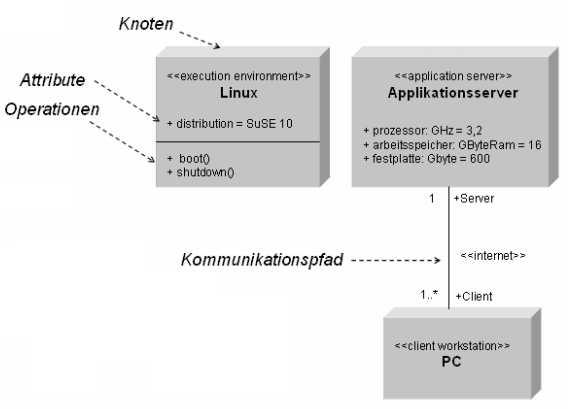 Knoten
Attribute
Operationen
<<execution environment>>
Linux
+ distribution = SuSE 10
+ boot()
+ shutdown()
<<application server>>
Applikationsserver
+ prozessor: GHz = 3,2
+ arbeitsspeicher: GByteRam = 16
+ festplatte: Gbyte = 600
1 +Server
Kommunikationspfad
<<internet>>
1..* +Client
<<client workstation>>
PC